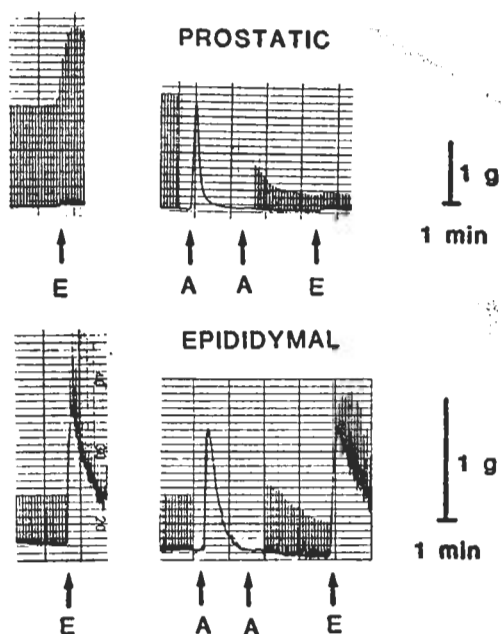 PROSTATIC
1 g
1 min
E
A A E
EPIDIDYMAL
1 g
1 min
E
A A E